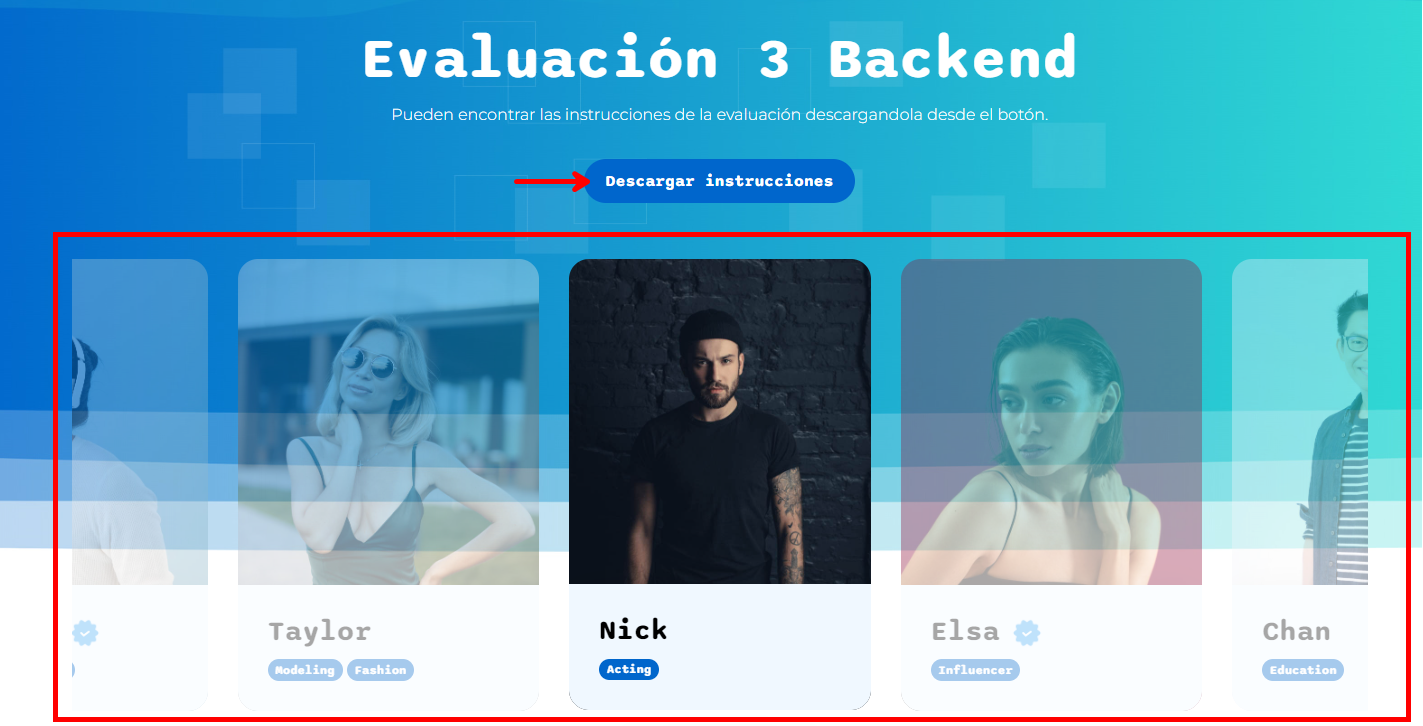 Evaluación 3 Backend
Pueden encontrar las instrucciones de la evaluación descargandola desde el botón.
Descargar instrucciones
Taylor
Modeling Fashion
Nick
Acting
Elsa
Influencer
Chan
Education